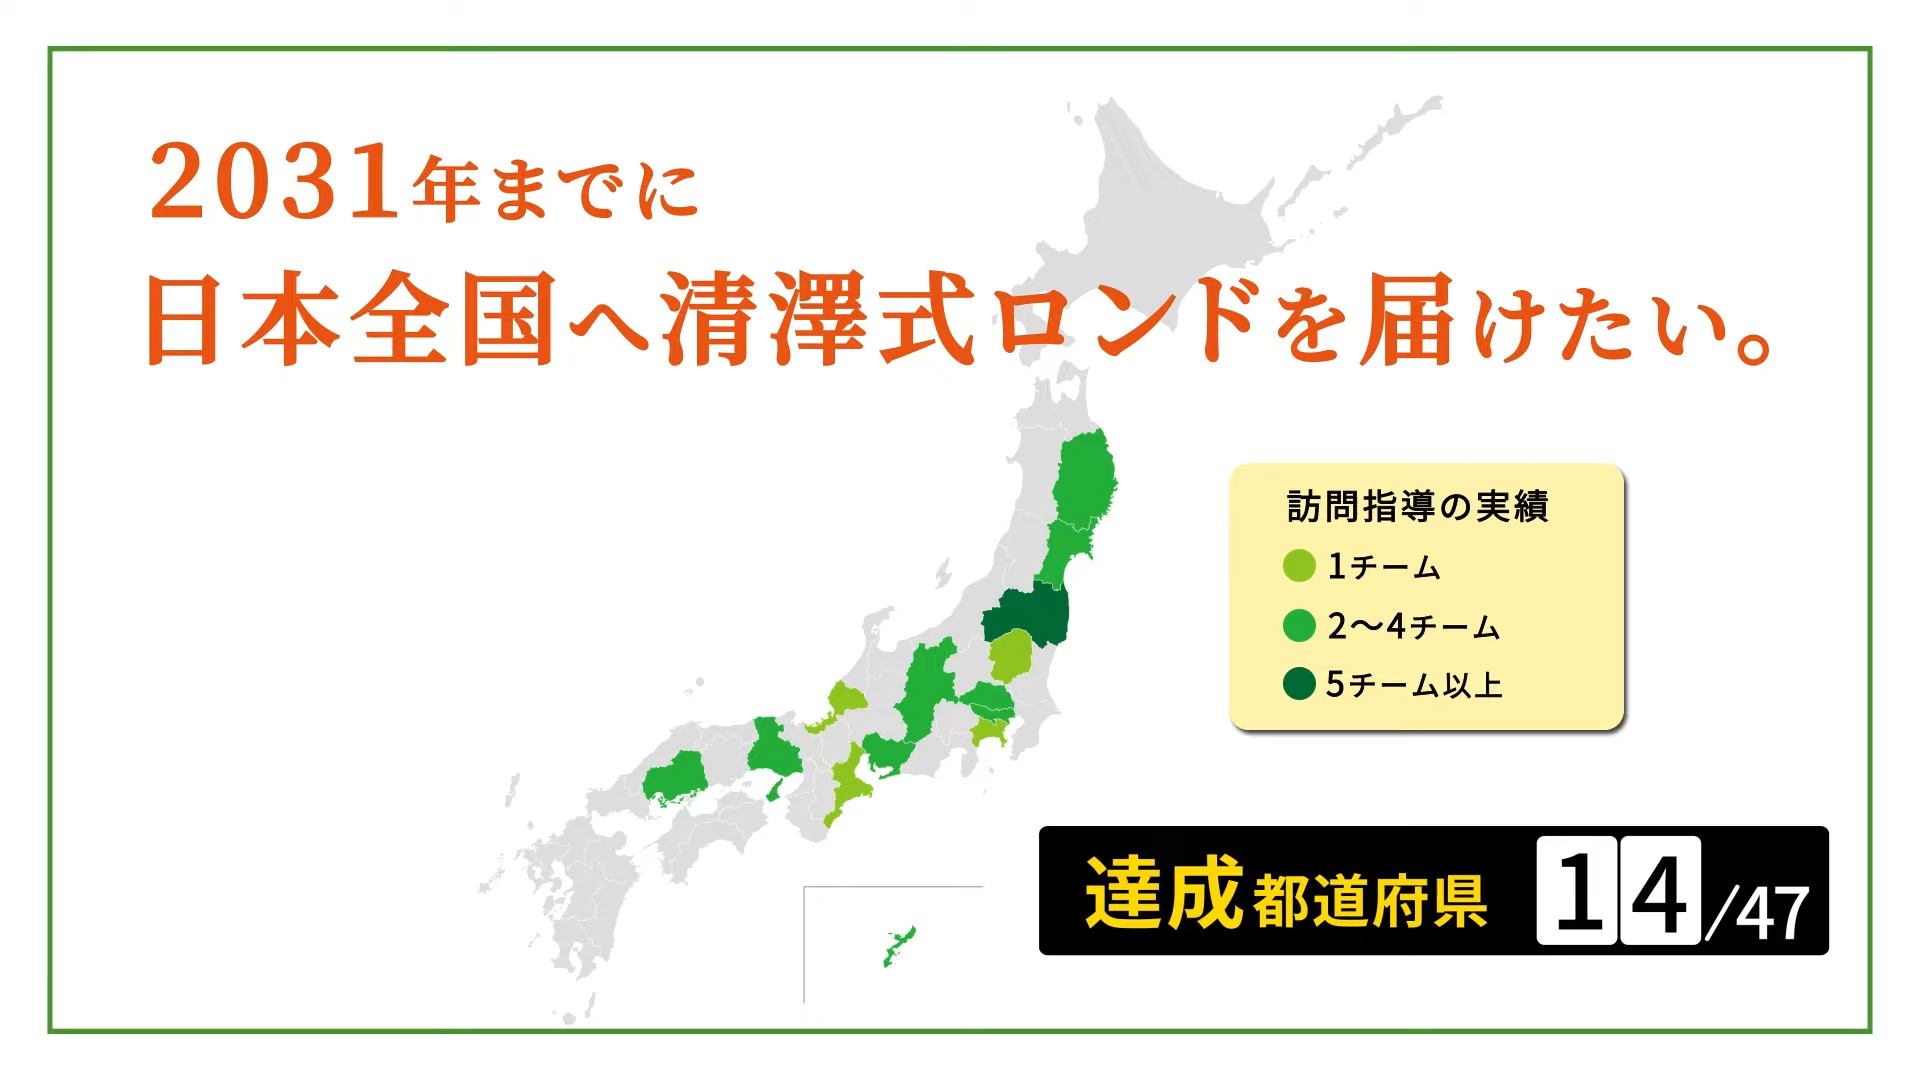 2031年までに
日本全国へ清澤式ロンドを届けたい。
訪問指導の実績
1チーム
2〜4チーム
5チーム以上
達成都道府県 14/47